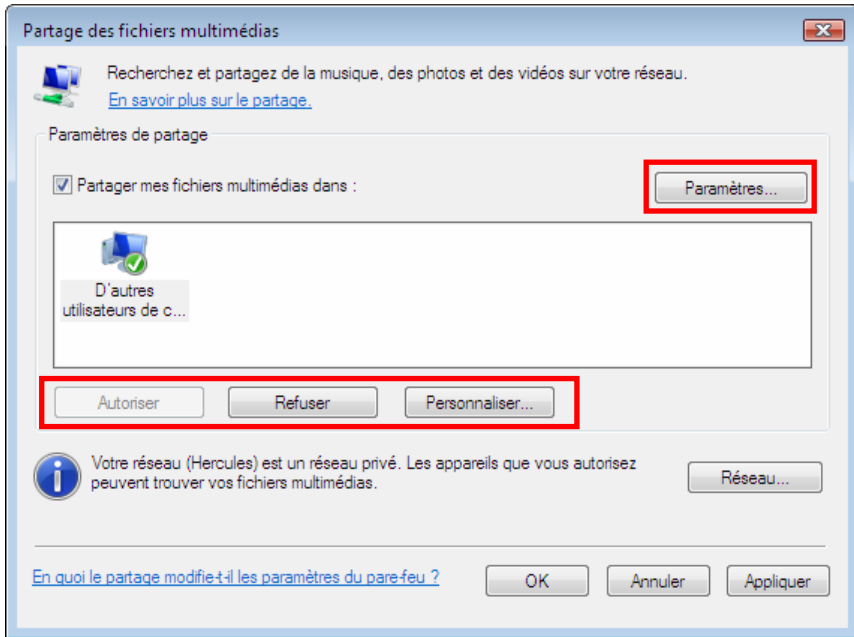 Partage des fichiers multimédias
Recherchez et partagez de la musique, des photos et des vidéos sur votre réseau.
En savoir plus sur le partage.
Paramètres de partage
Partager mes fichiers multimédias dans :
Paramètres...
D'autres
utilisateurs de c...
Autoriser
Refuser
Personnaliser...
Votre réseau (Hercules) est un réseau privé. Les appareils que vous autorisez
peuvent trouver vos fichiers multimédias.
Réseau...
En quoi le partage modifie-t-il les paramètres du pare-feu ?
OK
Annuler
Appliquer